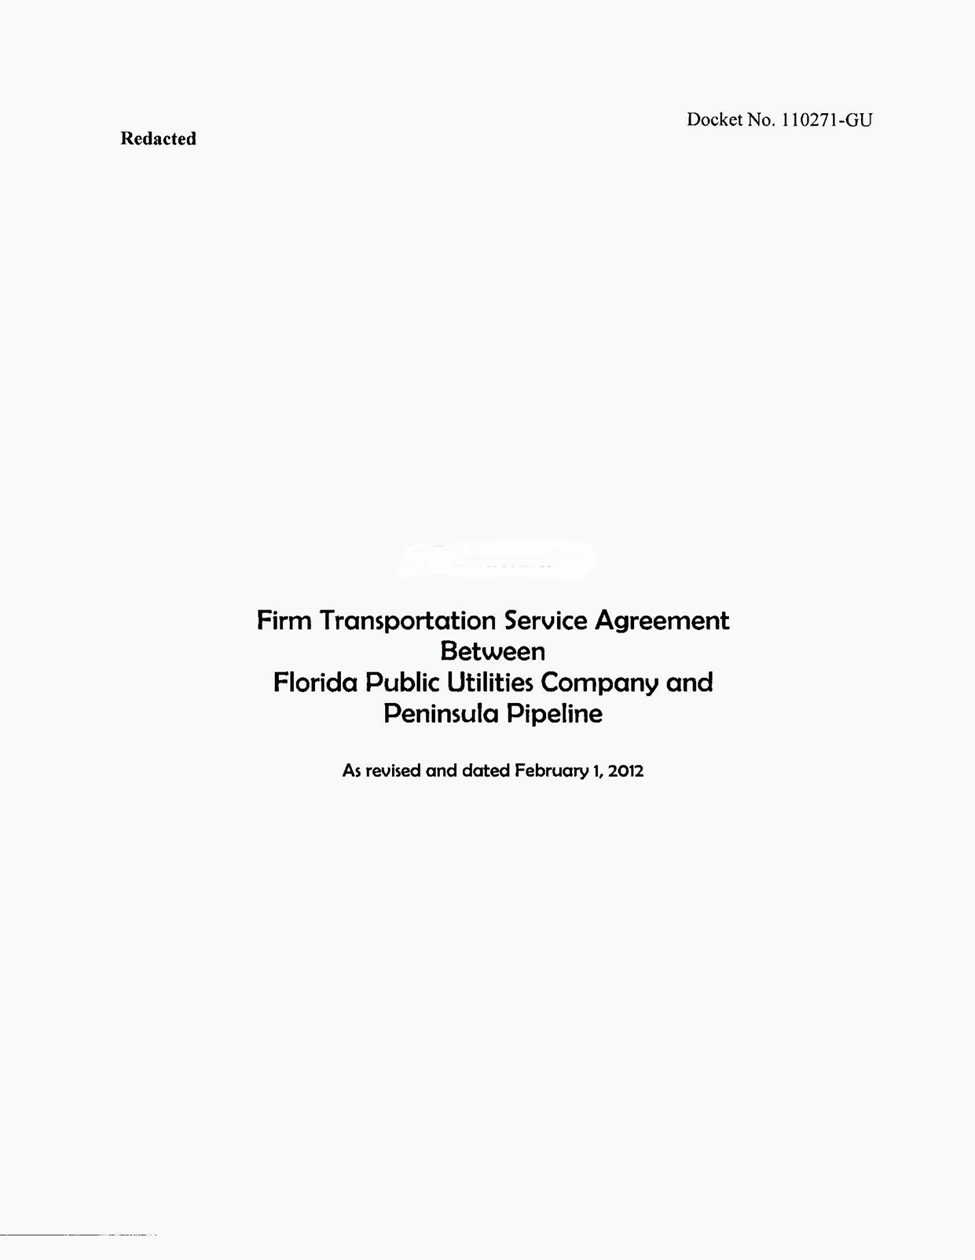 Docket No. 110271-GU
Redacted
Firm Transportation Service Agreement
Between
Florida Public Utilities Company and
Peninsula Pipeline
As revised and dated February 1, 2012